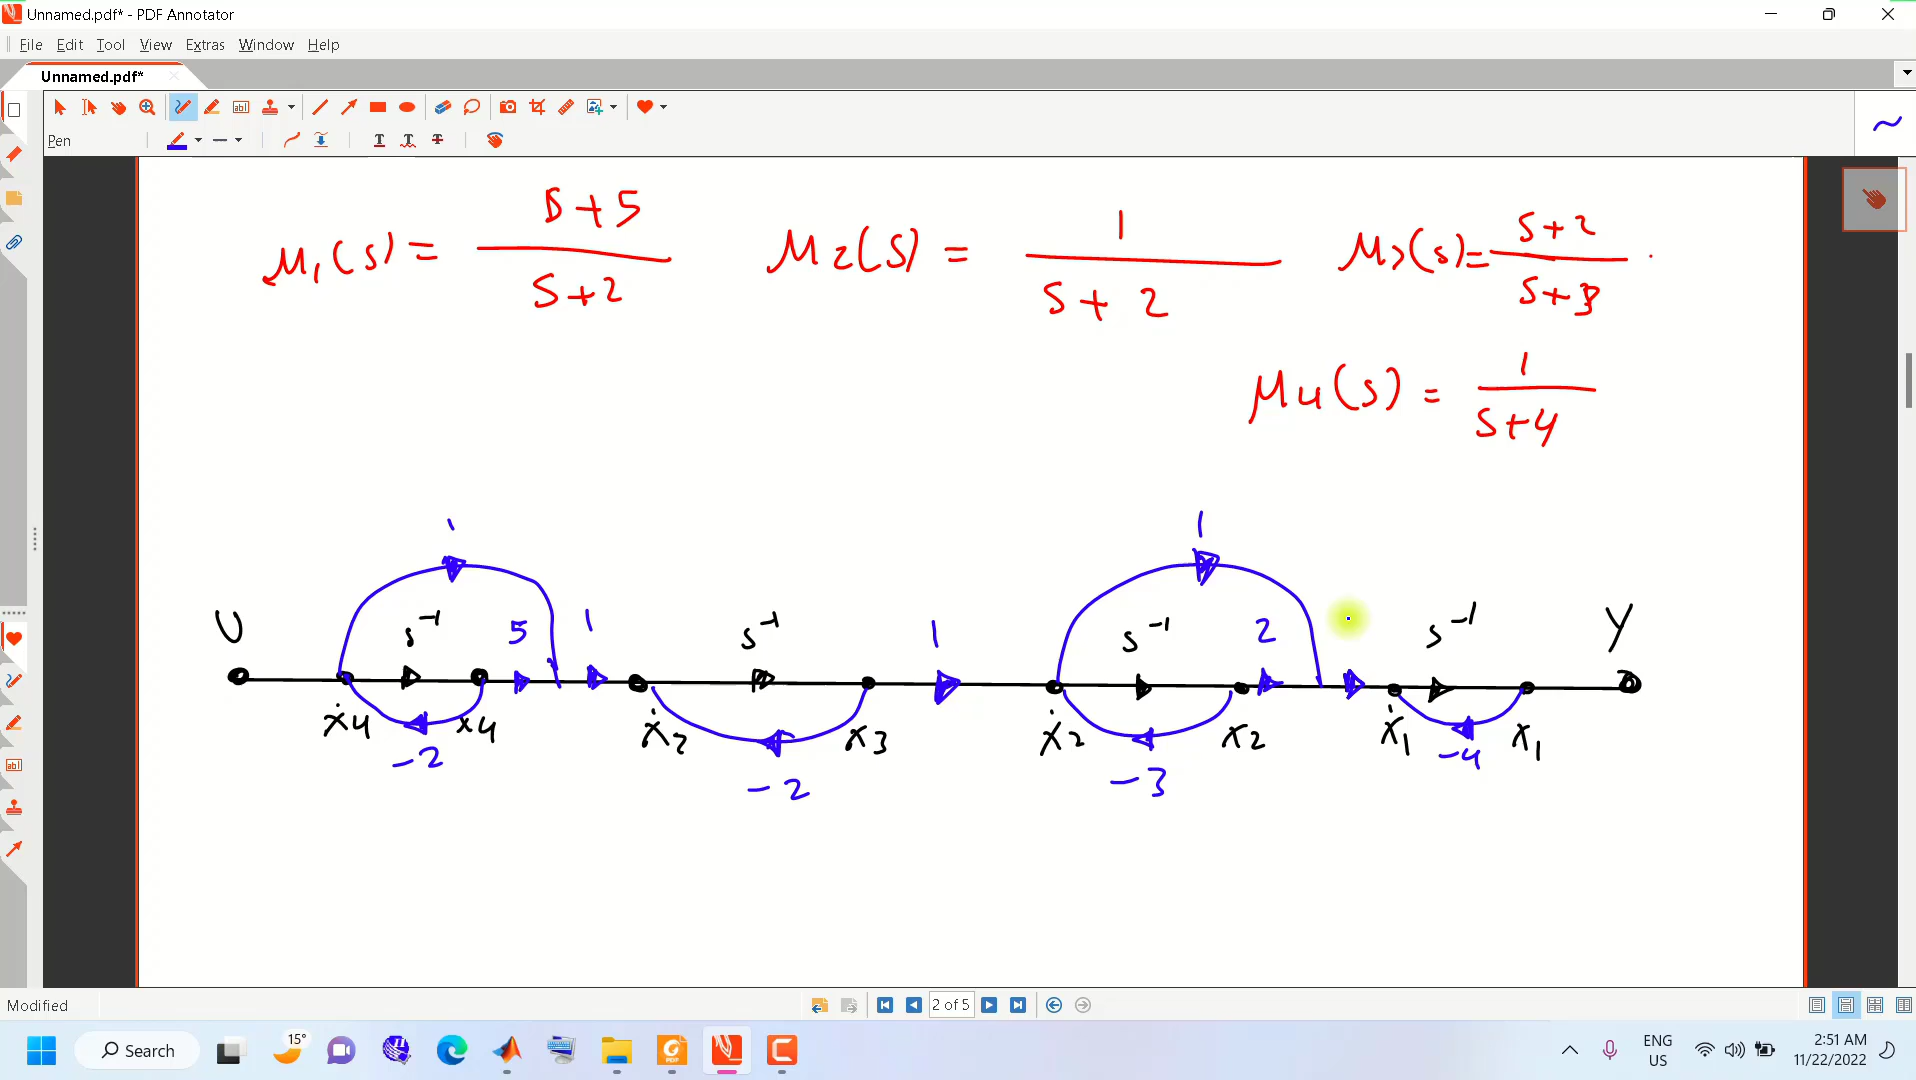 Unnamed.pdf* - PDF Annotator
File Edit Tool View Extras Window Help
Unnamed.pdf*
Pen
M1(s) = s+5 / s+2 M2(s) = 1 / s+2 M3(s) = s+2 / s+3
M4(s) = 1 / s+4
1 1
U s⁻¹ 5 1 s⁻¹ 1 s⁻¹ 2 s⁻¹ Y
ẋ4 x4 ẋ3 x3 ẋ2 x2 ẋ1 x1
-2 -2 -3 -4
Modified 2 of 5
15° Search ENG US 2:51 AM 11/22/2022